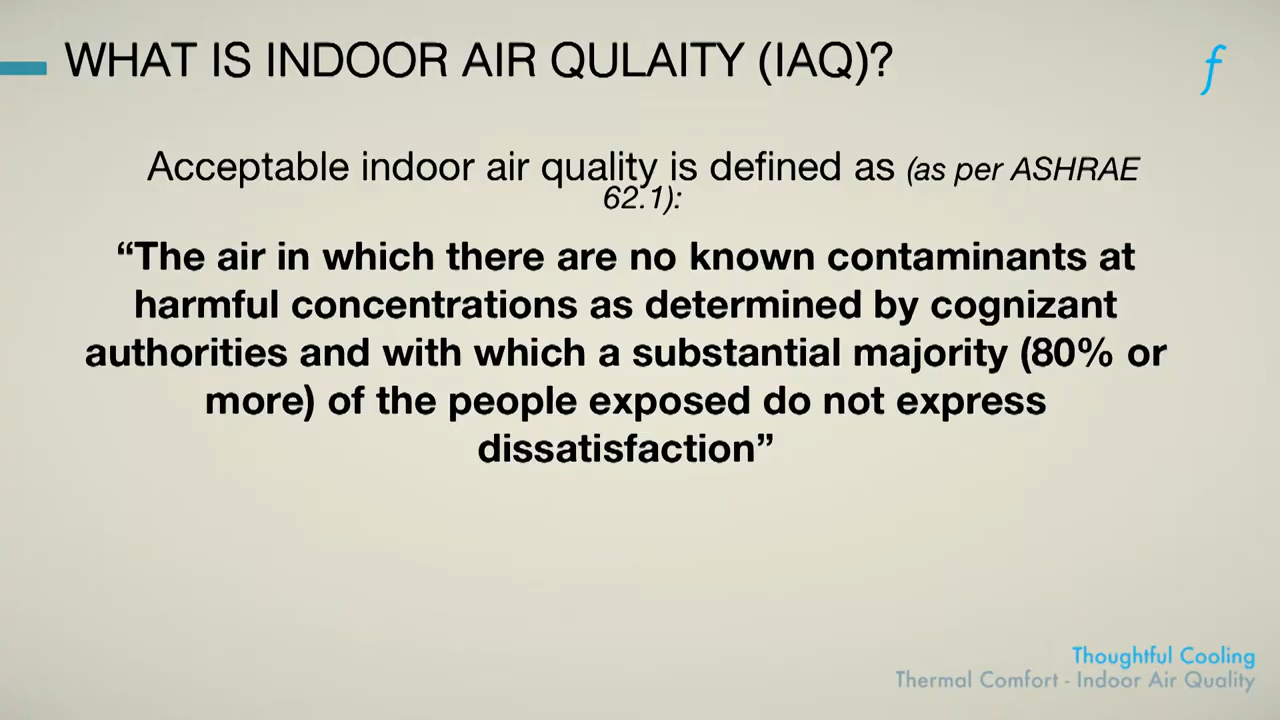 WHAT IS INDOOR AIR QULAITY (IAQ)?
f
Acceptable indoor air quality is defined as (as per ASHRAE
62.1):
“The air in which there are no known contaminants at
harmful concentrations as determined by cognizant
authorities and with which a substantial majority (80% or
more) of the people exposed do not express
dissatisfaction”
Thoughtful Cooling
Thermal Comfort - Indoor Air Quality